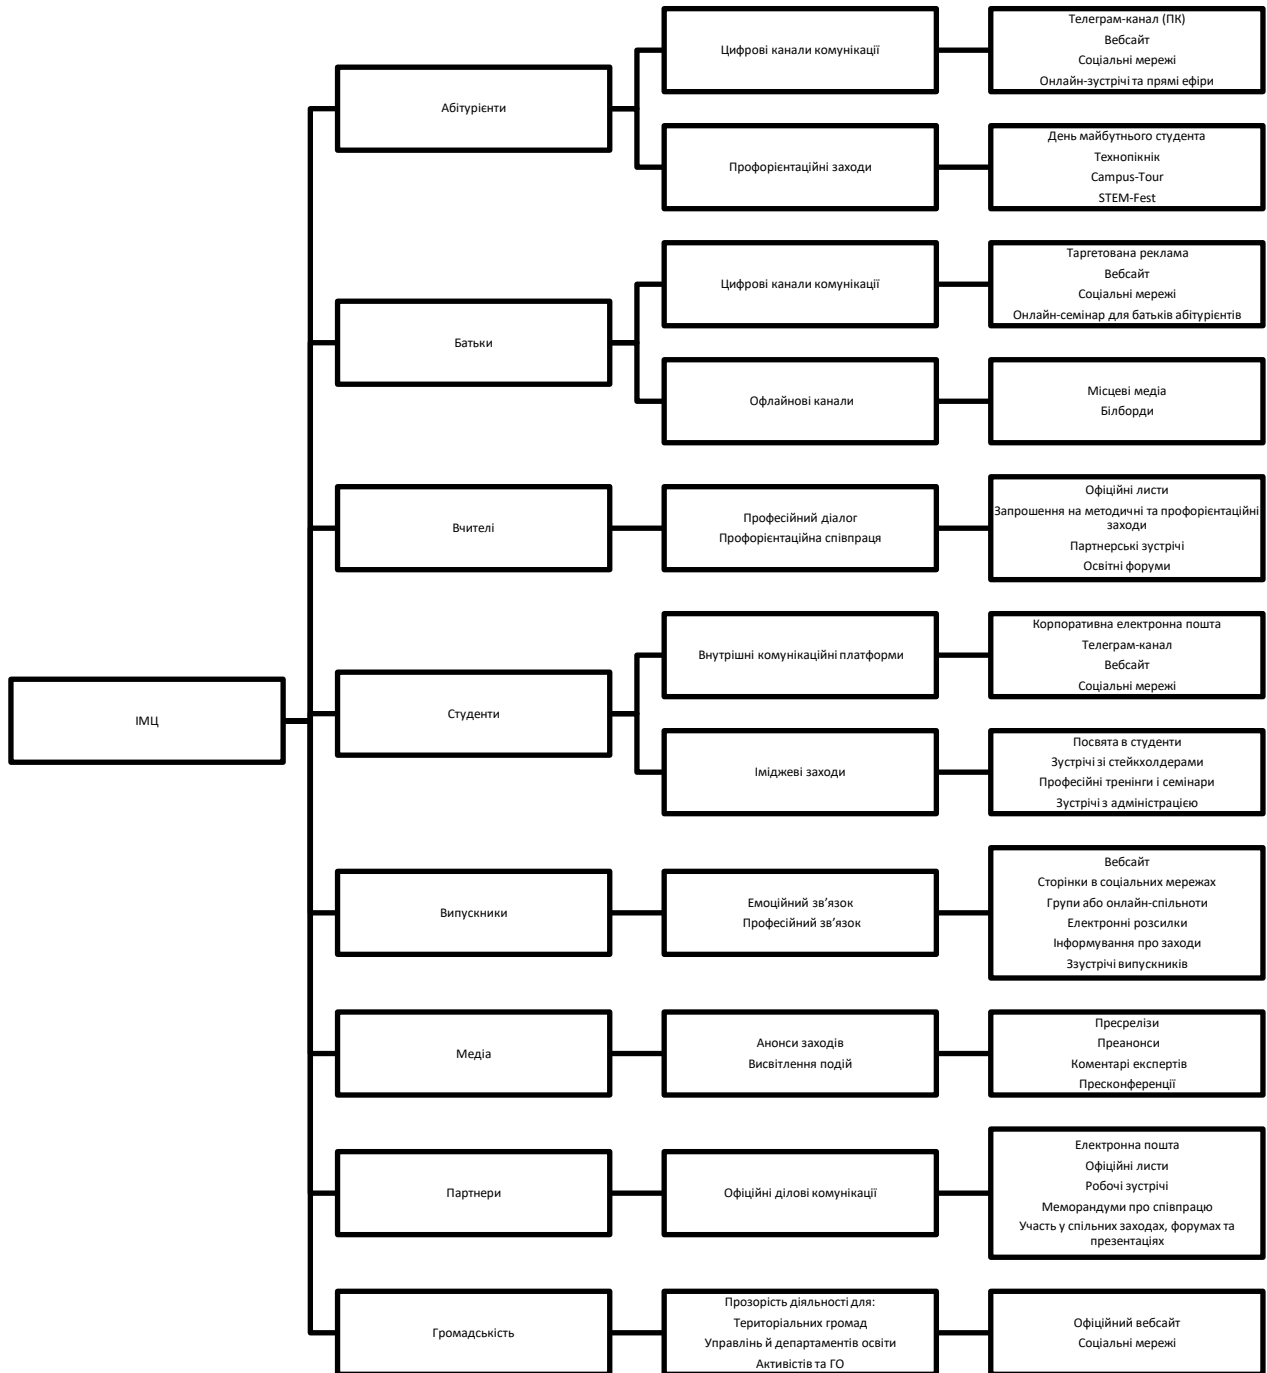 ІМЦ
Абітурієнти
Цифрові канали комунікації
Телеграм-канал (ПК)
Вебсайт
Соціальні мережі
Онлайн-зустрічі та прямі ефіри
Профорієнтаційні заходи
День майбутнього студента
Технопікнік
Campus-Tour
STEM-Fest
Батьки
Цифрові канали комунікації
Таргетована реклама
Вебсайт
Соціальні мережі
Онлайн-семінар для батьків абітурієнтів
Офлайнові канали
Місцеві медіа
Білборди
Вчителі
Професійний діалог
Профорієнтаційна співпраця
Офіційні листи
Запрошення на методичні та профорієнтаційні
заходи
Партнерські зустрічі
Освітні форуми
Студенти
Внутрішні комунікаційні платформи
Корпоративна електронна пошта
Телеграм-канал
Вебсайт
Соціальні мережі
Іміджеві заходи
Посвята в студенти
Зустрічі зі стейкхолдерами
Професійні тренінги і семінари
Зустрічі з адміністрацією
Випускники
Емоційний зв’язок
Професійний зв’язок
Вебсайт
Сторінки в соціальних мережах
Групи або онлайн-спільноти
Електронні розсилки
Інформування про заходи
Ззустрічі випускників
Медіа
Анонси заходів
Висвітлення подій
Пресрелізи
Преанонси
Коментарі експертів
Пресконференції
Партнери
Офіційні ділові комунікації
Електронна пошта
Офіційні листи
Робочі зустрічі
Меморандуми про співпрацю
Участь у спільних заходах, форумах та
презентаціях
Громадськість
Прозорість діяльності для:
Територіальних громад
Управлінь й департаментів освіти
Активістів та ГО
Офіційний вебсайт
Соціальні мережі